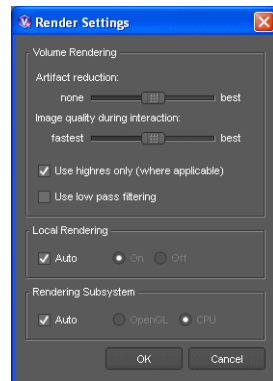 Render Settings
Volume Rendering
Artifact reduction:
none best
Image quality during interaction:
fastest best
Use highres only (where applicable)
Use low pass filtering
Local Rendering
Auto On Off
Rendering Subsystem
Auto OpenGL CPU
OK Cancel